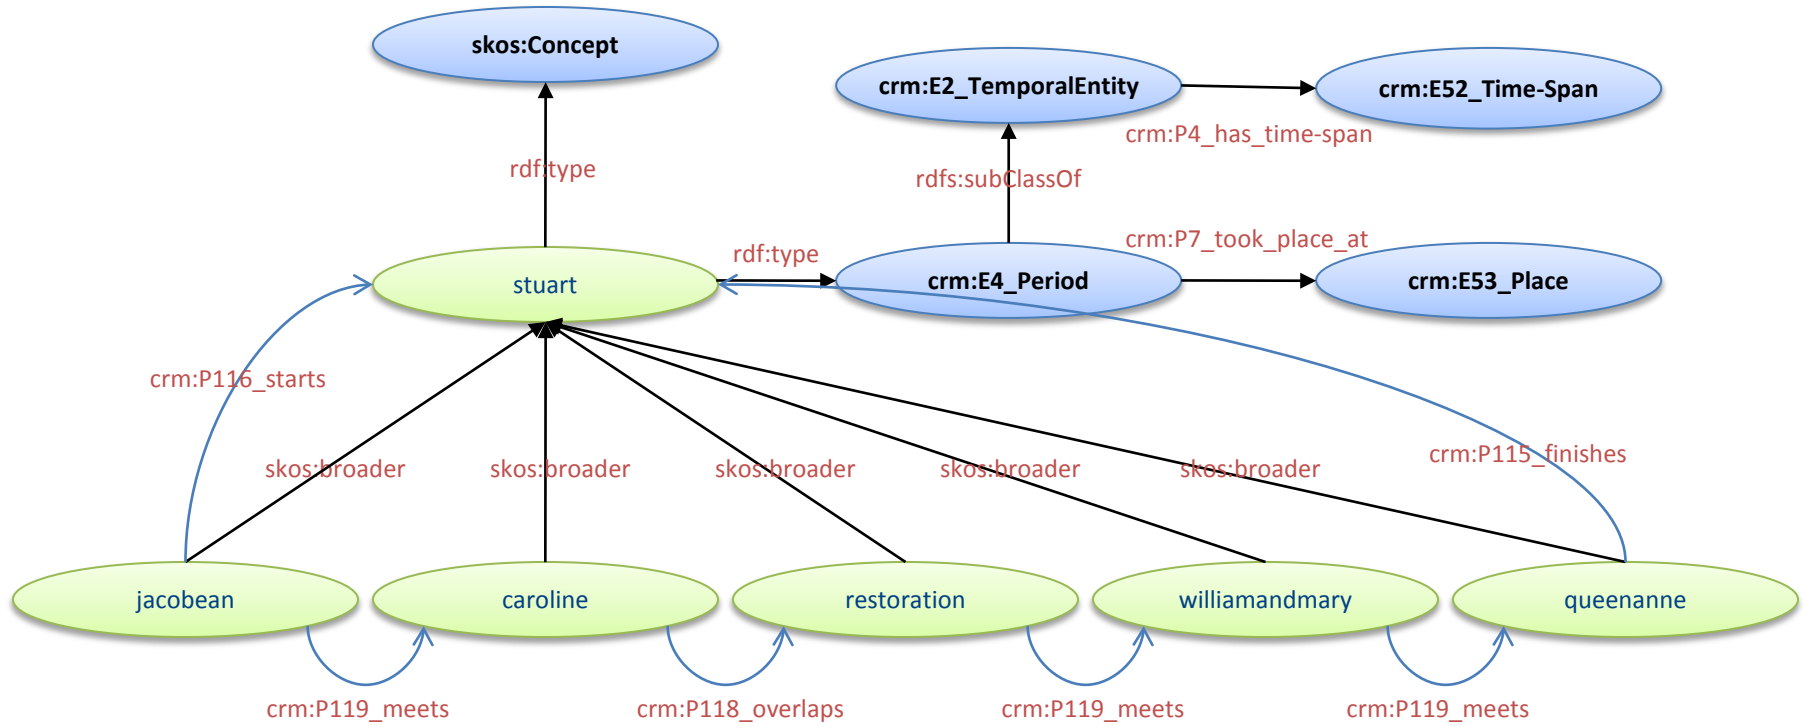 skos:Concept
crm:E2_TemporalEntity
crm:E52_Time-Span
crm:P4_has_time-span
rdf:type
rdfs:subClassOf
crm:P7_took_place_at
rdf:type
stuart
crm:E4_Period
crm:E53_Place
crm:P116_starts
crm:P115_finishes
skos:broader
skos:broader
skos:broader
skos:broader
skos:broader
jacobean
caroline
restoration
williamandmary
queenanne
crm:P119_meets
crm:P118_overlaps
crm:P119_meets
crm:P119_meets